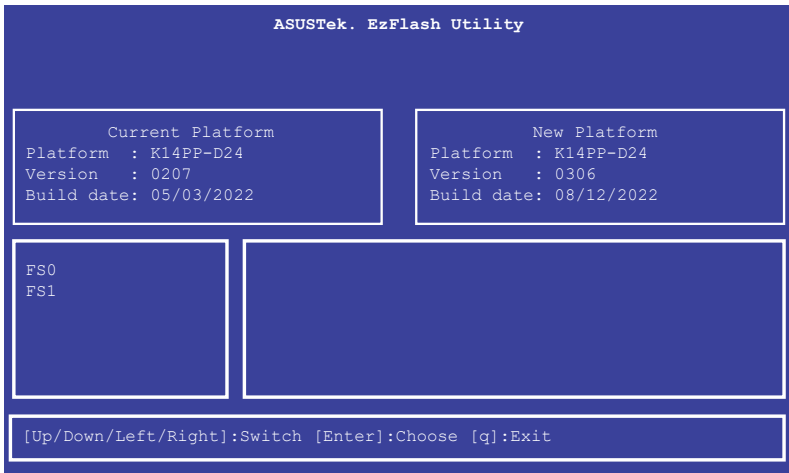 ASUSTek. EzFlash Utility
Current Platform
Platform : K14PP-D24
Version : 0207
Build date: 05/03/2022
New Platform
Platform : K14PP-D24
Version : 0306
Build date: 08/12/2022
FS0
FS1
[Up/Down/Left/Right]:Switch [Enter]:Choose [q]:Exit